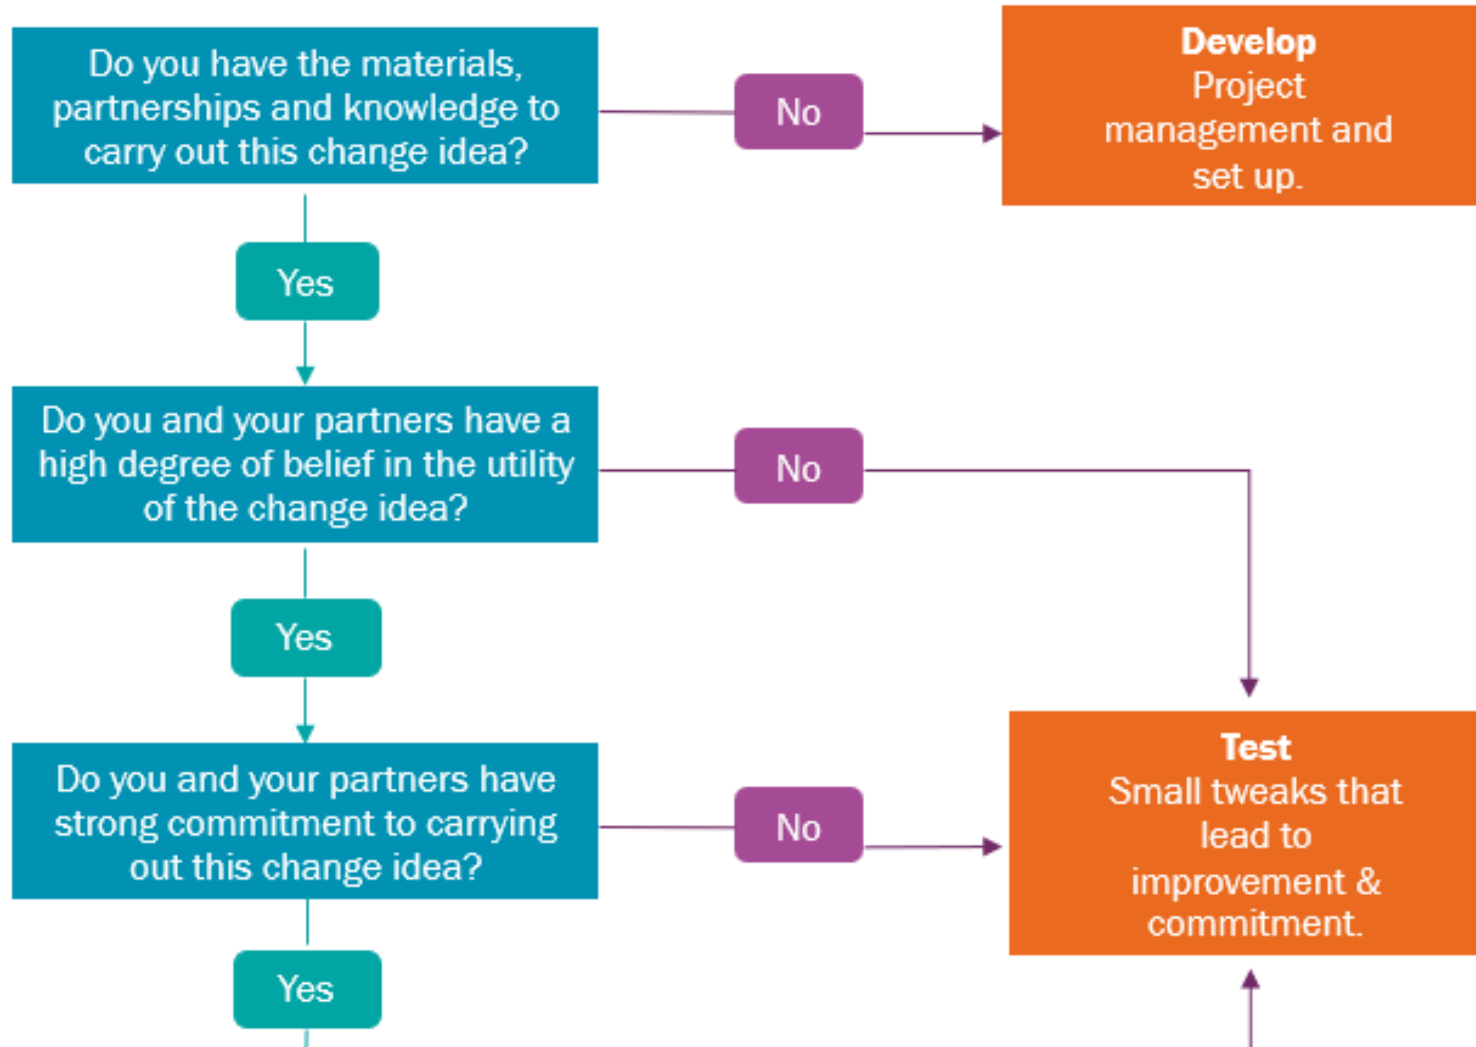 Do you have the materials,
partnerships and knowledge to
carry out this change idea?
No
Develop
Project
management and
set up.
Yes
Do you and your partners have a
high degree of belief in the utility
of the change idea?
No
Yes
Do you and your partners have
strong commitment to carrying
out this change idea?
No
Test
Small tweaks that
lead to
improvement &
commitment.
Yes